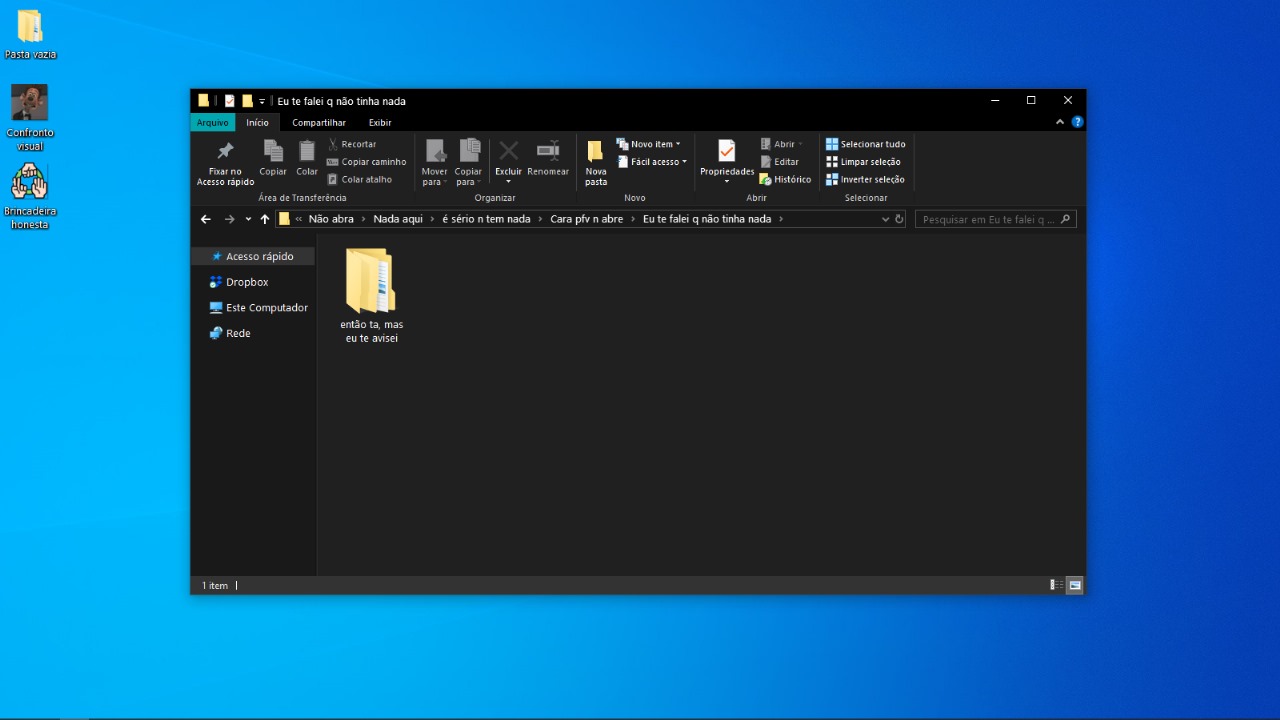 Pasta vazia
Confronto
visual
Brincadeira
honesta
Eu te falei q não tinha nada
Arquivo
Início
Compartilhar
Exibir
Fixar no
Acesso rápido
Copiar
Colar
Recortar
Copiar caminho
Colar atalho
Área de Transferência
Mover
para
Copiar
para
Excluir
Renomear
Organizar
Nova
pasta
Novo item
Fácil acesso
Novo
Propriedades
Abrir
Editar
Histórico
Abrir
Selecionar tudo
Limpar seleção
Inverter seleção
Selecionar
« Não abra > Nada aqui > é sério n tem nada > Cara pfv n abre > Eu te falei q não tinha nada >
Pesquisar em Eu te falei q ...
Acesso rápido
Dropbox
Este Computador
Rede
então ta, mas
eu te avisei
1 item